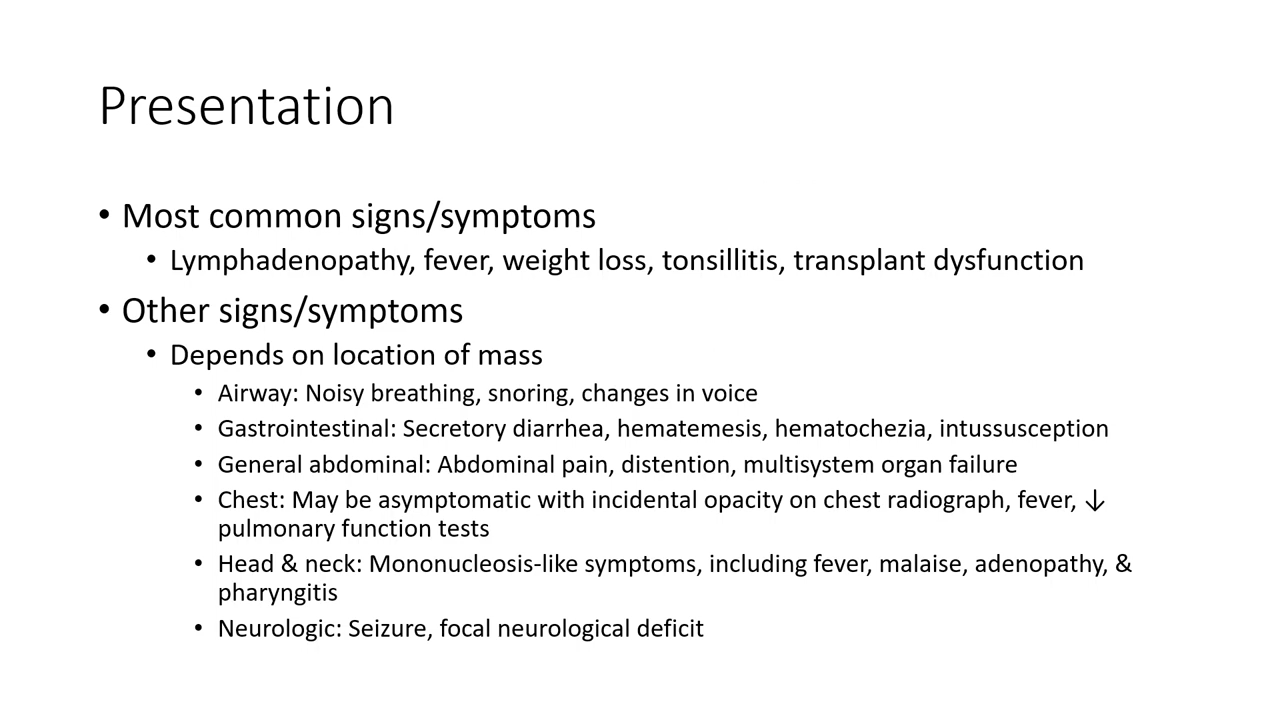 Presentation
• Most common signs/symptoms
• Lymphadenopathy, fever, weight loss, tonsillitis, transplant dysfunction
• Other signs/symptoms
• Depends on location of mass
• Airway: Noisy breathing, snoring, changes in voice
• Gastrointestinal: Secretory diarrhea, hematemesis, hematochezia, intussusception
• General abdominal: Abdominal pain, distention, multisystem organ failure
• Chest: May be asymptomatic with incidental opacity on chest radiograph, fever, ↓
pulmonary function tests
• Head & neck: Mononucleosis-like symptoms, including fever, malaise, adenopathy, &
pharyngitis
• Neurologic: Seizure, focal neurological deficit